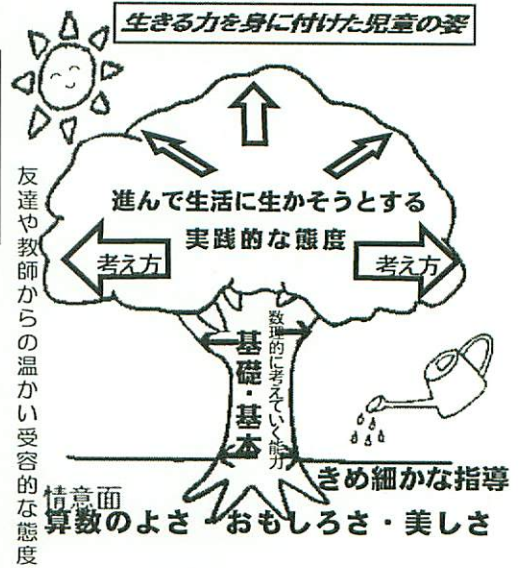 生きる力を身に付けた児童の姿
進んで生活に生かそうとする
実践的な態度
考え方
考え方
友達や教師からの温かい受容的な態度
数理的に考えていく能力
基礎・基本
きめ細かな指導
情意面
算数のよさ・おもしろさ・美しさ